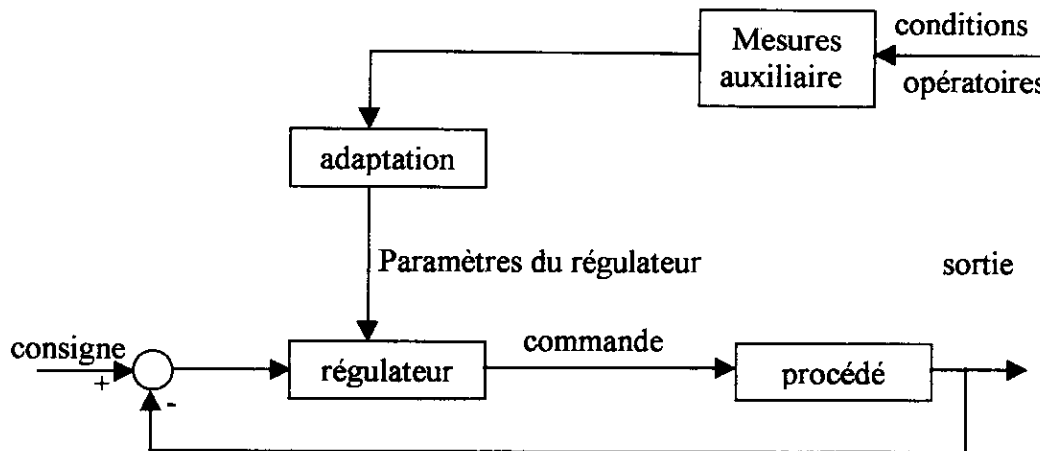 conditions
Mesures
auxiliaire
opératoires
adaptation
Paramètres du régulateur
sortie
consigne
+
-
régulateur
commande
procédé